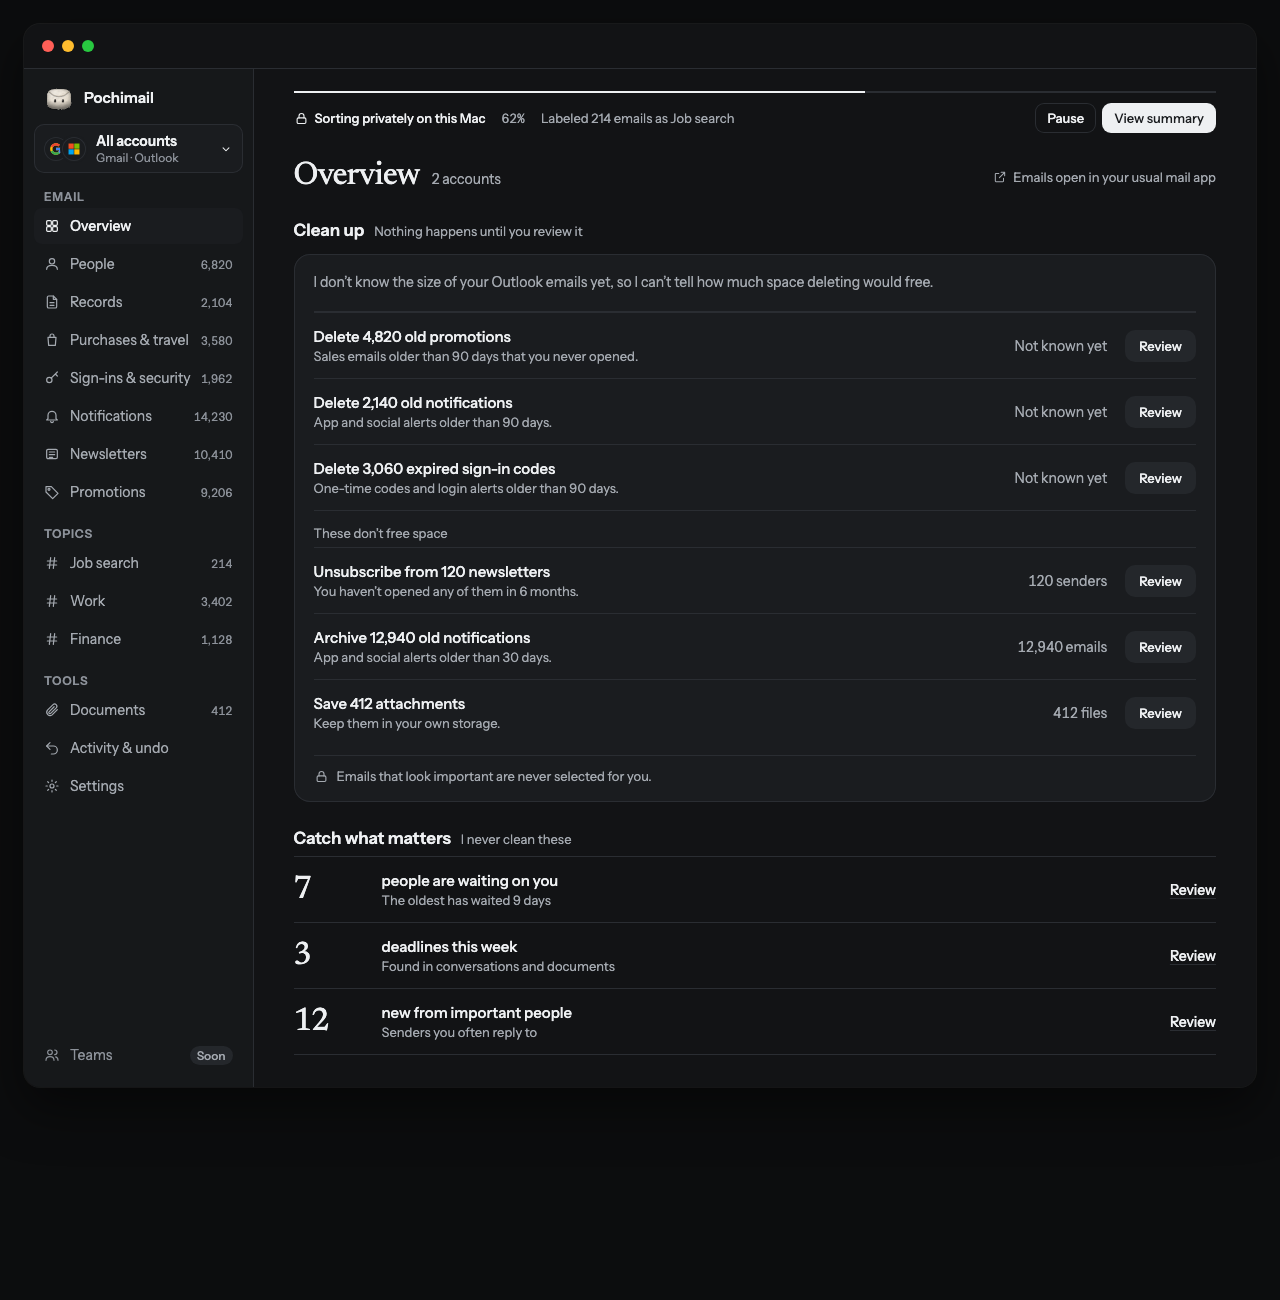 Pochimail
All accounts
Gmail · Outlook
EMAIL
Overview
People 6,820
Records 2,104
Purchases & travel 3,580
Sign-ins & security 1,962
Notifications 14,230
Newsletters 10,410
Promotions 9,206
TOPICS
# Job search 214
# Work 3,402
# Finance 1,128
TOOLS
Documents 412
Activity & undo
Settings
Teams Soon
Sorting privately on this Mac 62% Labeled 214 emails as Job search Pause View summary
Overview 2 accounts Emails open in your usual mail app
Clean up Nothing happens until you review it
I don’t know the size of your Outlook emails yet, so I can’t tell how much space deleting would free.
Delete 4,820 old promotions
Sales emails older than 90 days that you never opened.
Not known yet Review
Delete 2,140 old notifications
App and social alerts older than 90 days.
Not known yet Review
Delete 3,060 expired sign-in codes
One-time codes and login alerts older than 90 days.
Not known yet Review
These don’t free space
Unsubscribe from 120 newsletters
You haven’t opened any of them in 6 months.
120 senders Review
Archive 12,940 old notifications
App and social alerts older than 30 days.
12,940 emails Review
Save 412 attachments
Keep them in your own storage.
412 files Review
Emails that look important are never selected for you.
Catch what matters I never clean these
7 people are waiting on you
The oldest has waited 9 days
Review
3 deadlines this week
Found in conversations and documents
Review
12 new from important people
Senders you often reply to
Review